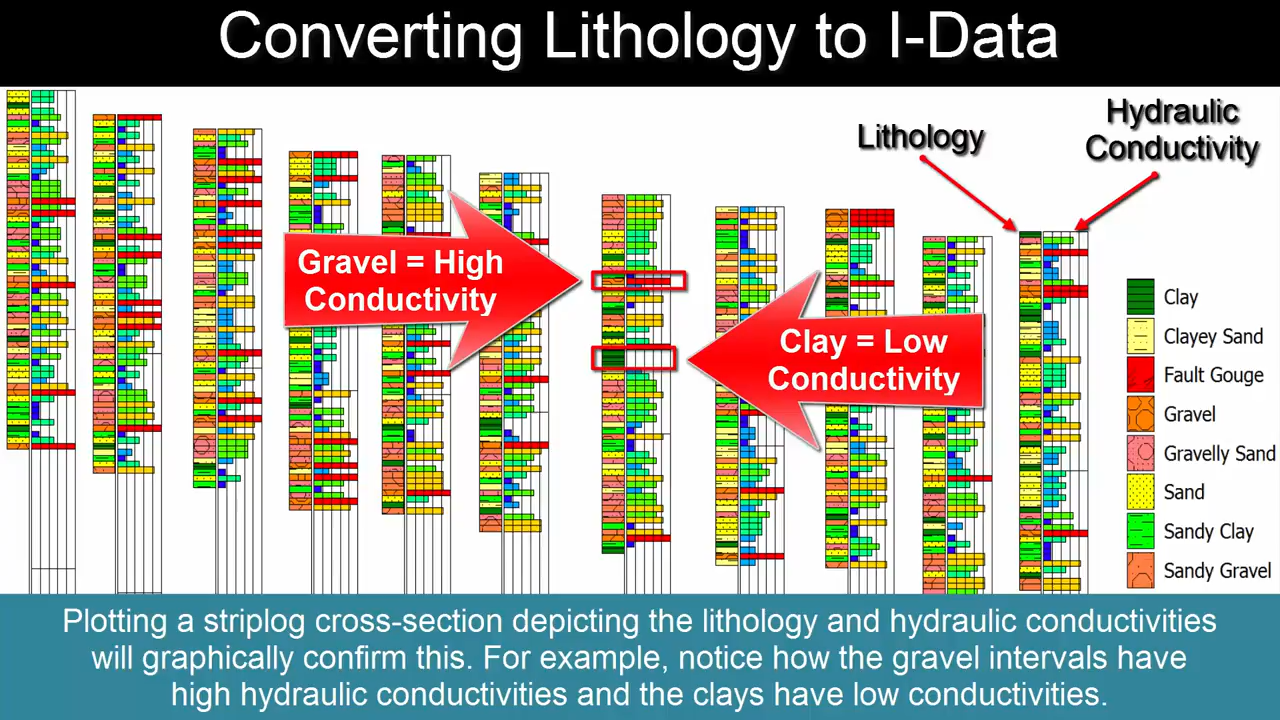 Converting Lithology to I-Data
Lithology
Hydraulic
Conductivity
Gravel = High
Conductivity
Clay = Low
Conductivity
Clay
Clayey Sand
Fault Gouge
Gravel
Gravelly Sand
Sand
Sandy Clay
Sandy Gravel
Plotting a striplog cross-section depicting the lithology and hydraulic conductivities
will graphically confirm this. For example, notice how the gravel intervals have
high hydraulic conductivities and the clays have low conductivities.